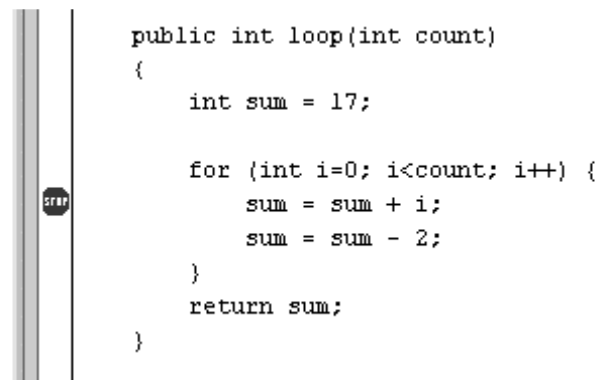 public int loop(int count)
{
    int sum = 17;
    for (int i=0; i<count; i++) {
STOP        sum = sum + i;
        sum = sum - 2;
    }
    return sum;
}